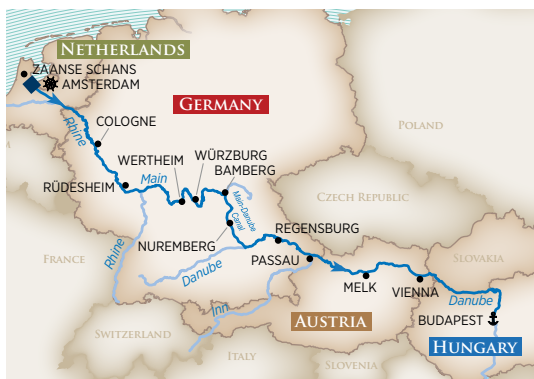 NETHERLANDS
ZAANSE SCHANS
AMSTERDAM
GERMANY
Rhine
COLOGNE
POLAND
WERTHEIM
WÜRZBURG
BAMBERG
Main
RÜDESHEIM
CZECH REPUBLIC
Main-Danube
Canal
NUREMBERG
REGENSBURG
FRANCE
Rhine
Danube
PASSAU
SLOVAKIA
MELK
VIENNA
Danube
Inn
AUSTRIA
BUDAPEST
SWITZERLAND
HUNGARY
ITALY
SLOVENIA